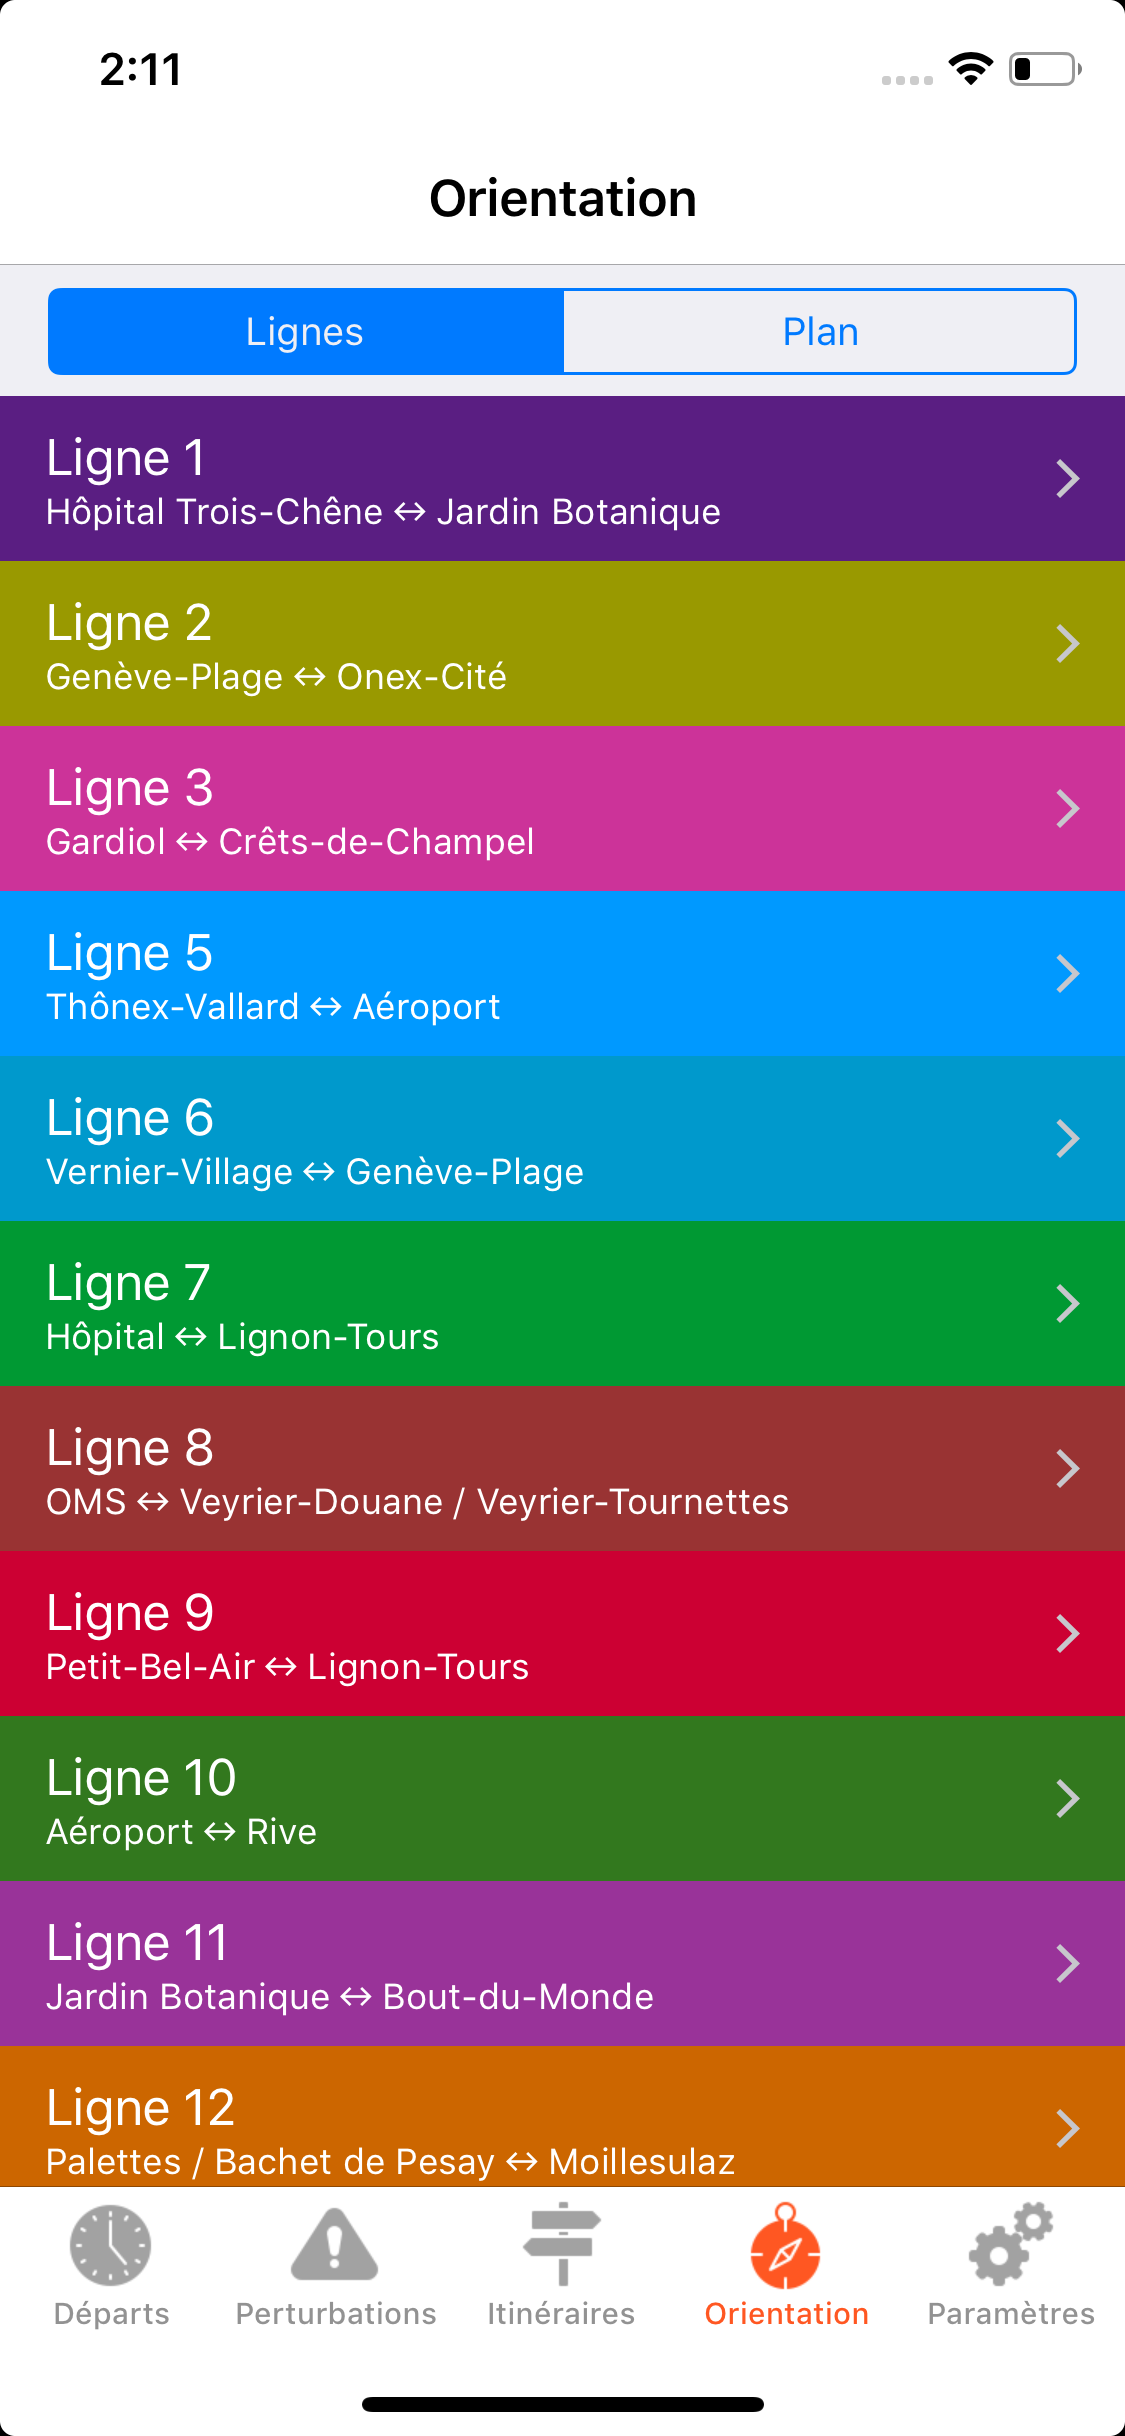 2:11
Orientation
Lignes
Plan
Ligne 1
Hôpital Trois-Chêne ↔ Jardin Botanique
Ligne 2
Genève-Plage ↔ Onex-Cité
Ligne 3
Gardiol ↔ Crêts-de-Champel
Ligne 5
Thônex-Vallard ↔ Aéroport
Ligne 6
Vernier-Village ↔ Genève-Plage
Ligne 7
Hôpital ↔ Lignon-Tours
Ligne 8
OMS ↔ Veyrier-Douane / Veyrier-Tournettes
Ligne 9
Petit-Bel-Air ↔ Lignon-Tours
Ligne 10
Aéroport ↔ Rive
Ligne 11
Jardin Botanique ↔ Bout-du-Monde
Ligne 12
Palettes / Bachet de Pesay ↔ Moillesulaz
Départs
Perturbations
Itinéraires
Orientation
Paramètres